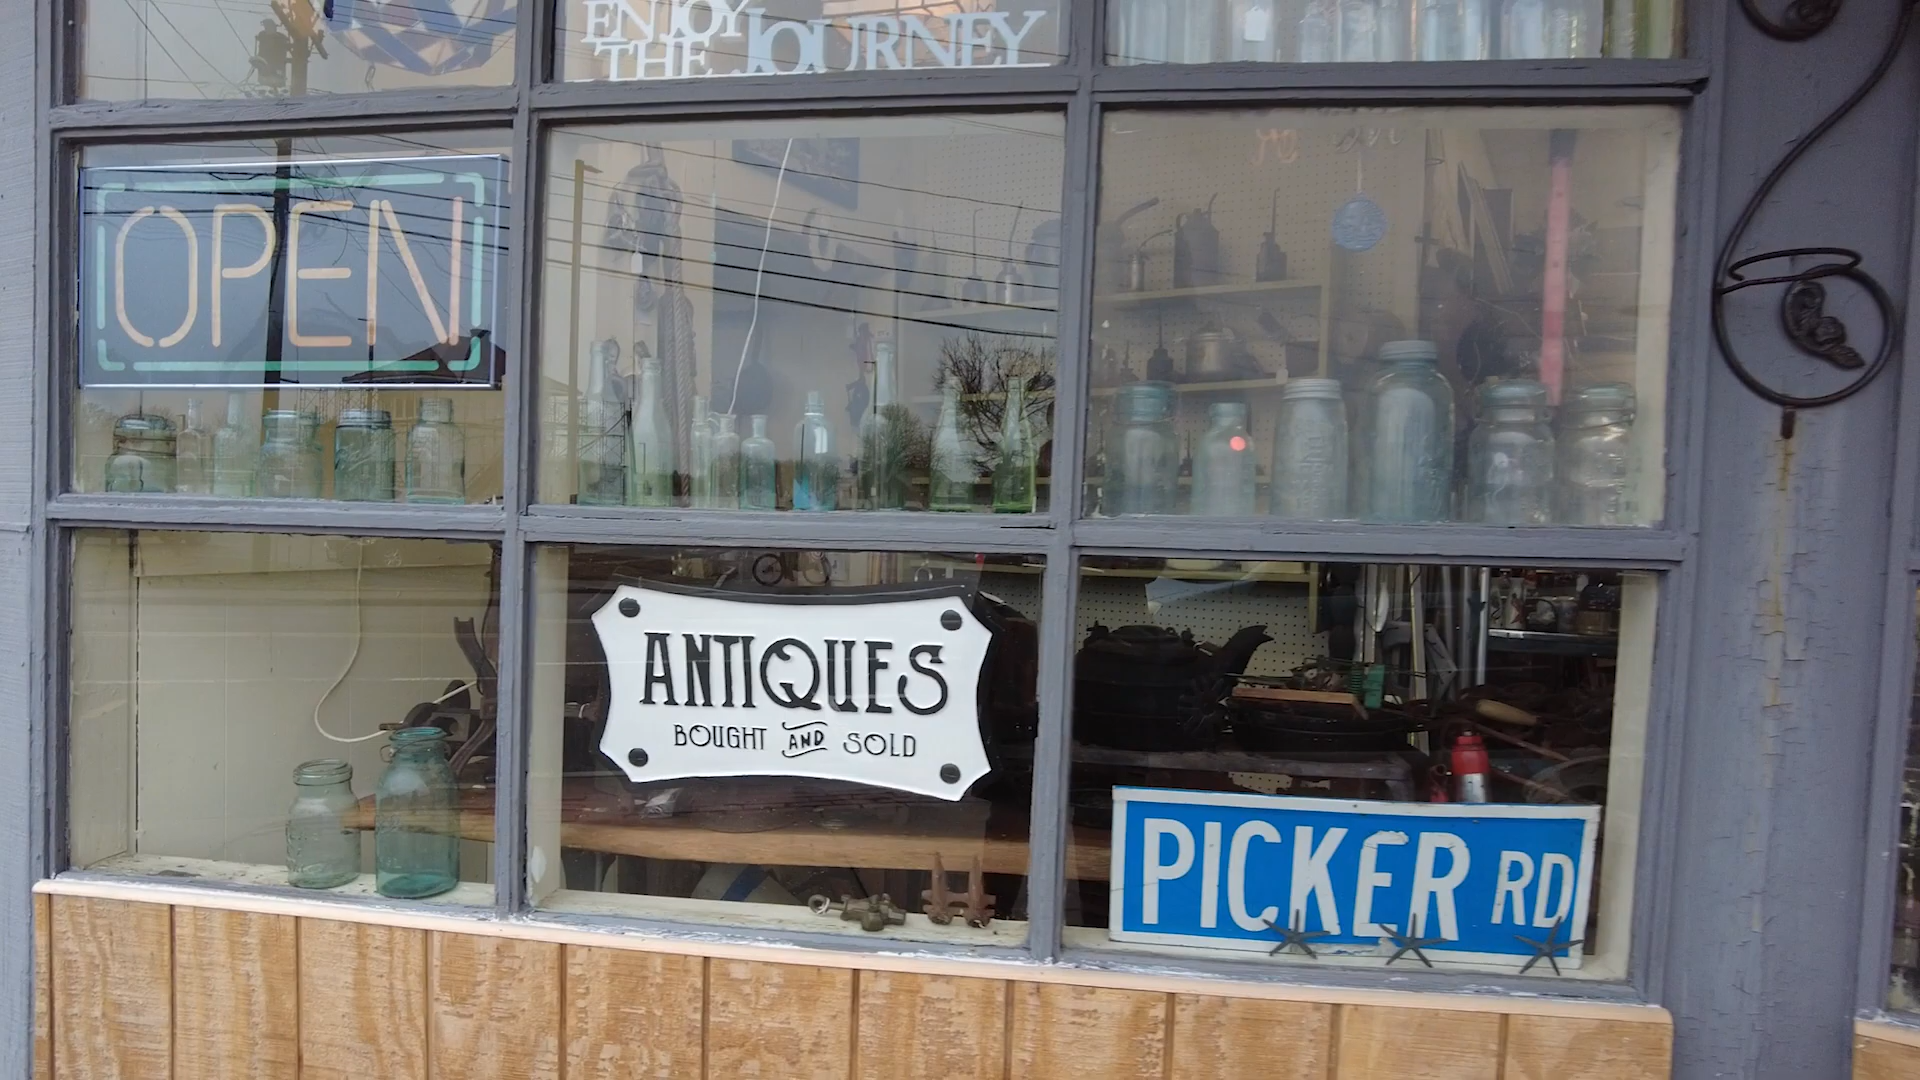 ENJOY
THE JOURNEY
OPEN
ANTIQUES
BOUGHT AND SOLD
PICKER RD